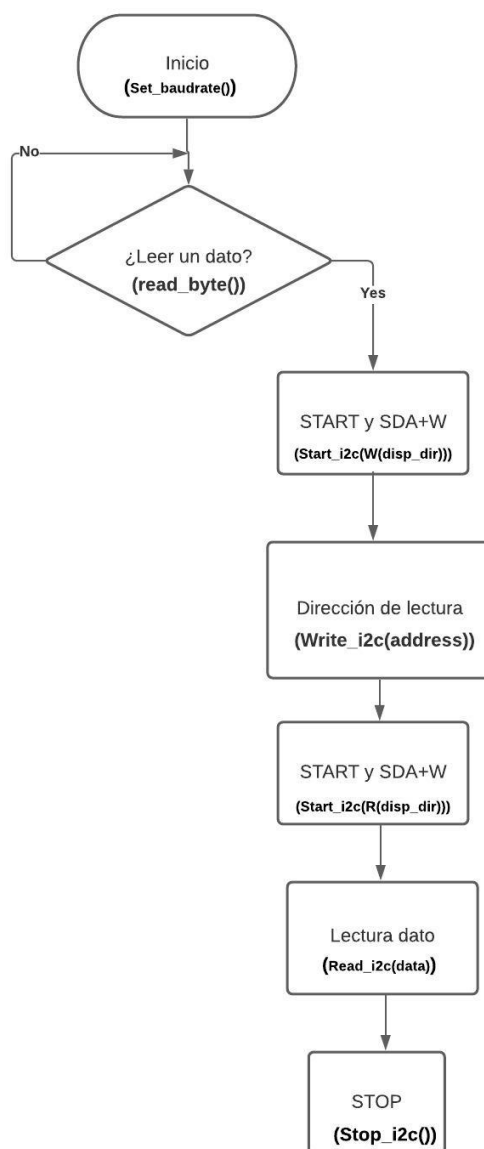 Inicio
(Set_baudrate())
No
¿Leer un dato?
(read_byte())
Yes
START y SDA+W
(Start_i2c(W(disp_dir)))
Dirección de lectura
(Write_i2c(address))
START y SDA+W
(Start_i2c(R(disp_dir)))
Lectura dato
(Read_i2c(data))
STOP
(Stop_i2c())